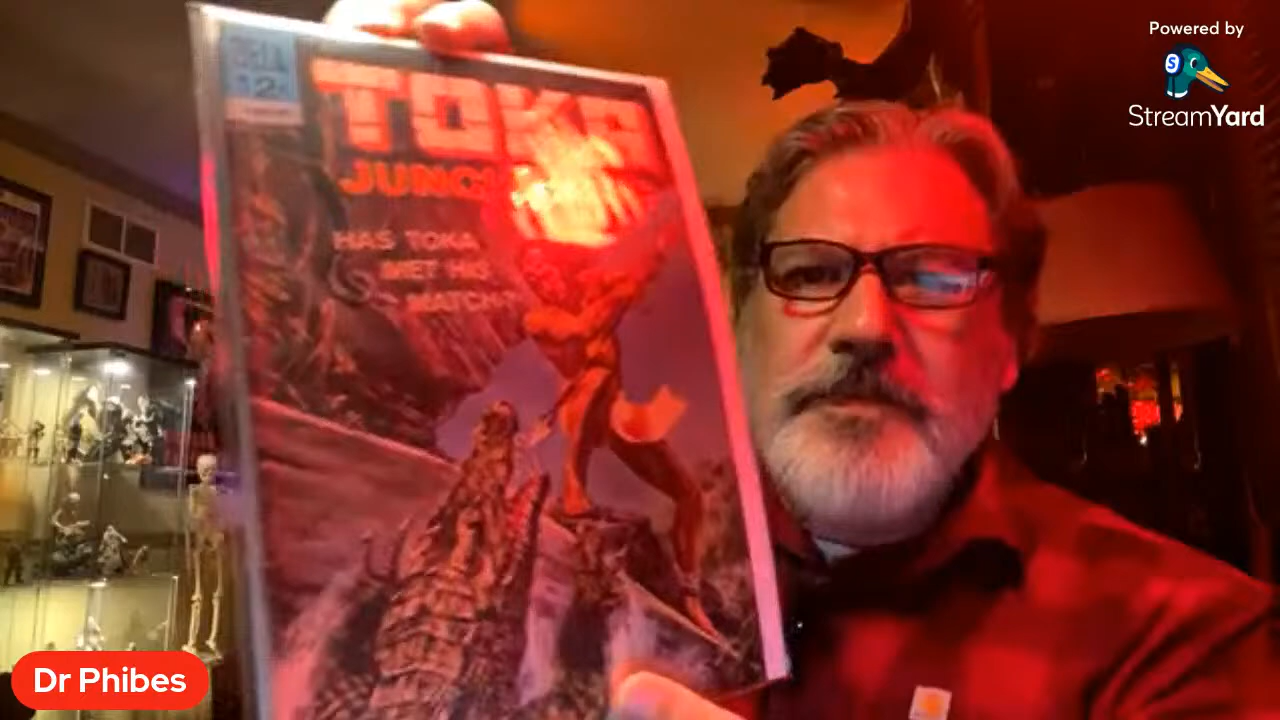 Powered by
StreamYard
DELL
12
TOKA
JUNG
HAS TOKA
MET HIS
MATCH?
Dr Phibes